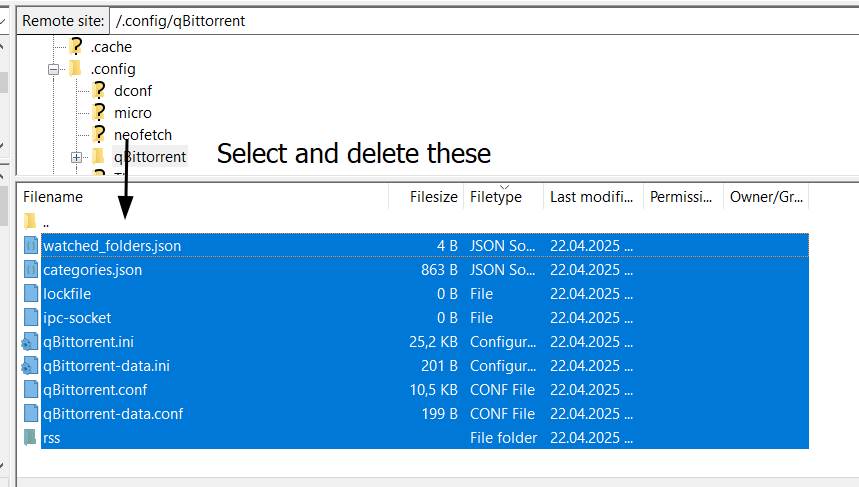 Remote site: /.config/qBittorrent
.cache
.config
dconf
micro
neofetch
qBittorrent
Select and delete these
Filename Filesize Filetype Last modifi... Permissi... Owner/Gr...
..
watched_folders.json 4 B JSON So... 22.04.2025 ...
categories.json 863 B JSON So... 22.04.2025 ...
lockfile 0 B File 22.04.2025 ...
ipc-socket 0 B File 22.04.2025 ...
qBittorrent.ini 25,2 KB Configur... 22.04.2025 ...
qBittorrent-data.ini 201 B Configur... 22.04.2025 ...
qBittorrent.conf 10,5 KB CONF File 22.04.2025 ...
qBittorrent-data.conf 199 B CONF File 22.04.2025 ...
rss File folder 22.04.2025 ...